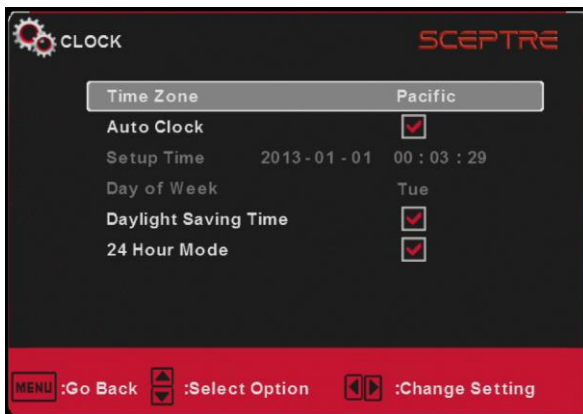 CLOCK SCEPTRE
Time Zone Pacific
Auto Clock
Setup Time 2013-01-01 00:03:29
Day of Week Tue
Daylight Saving Time
24 Hour Mode
MENU :Go Back :Select Option :Change Setting